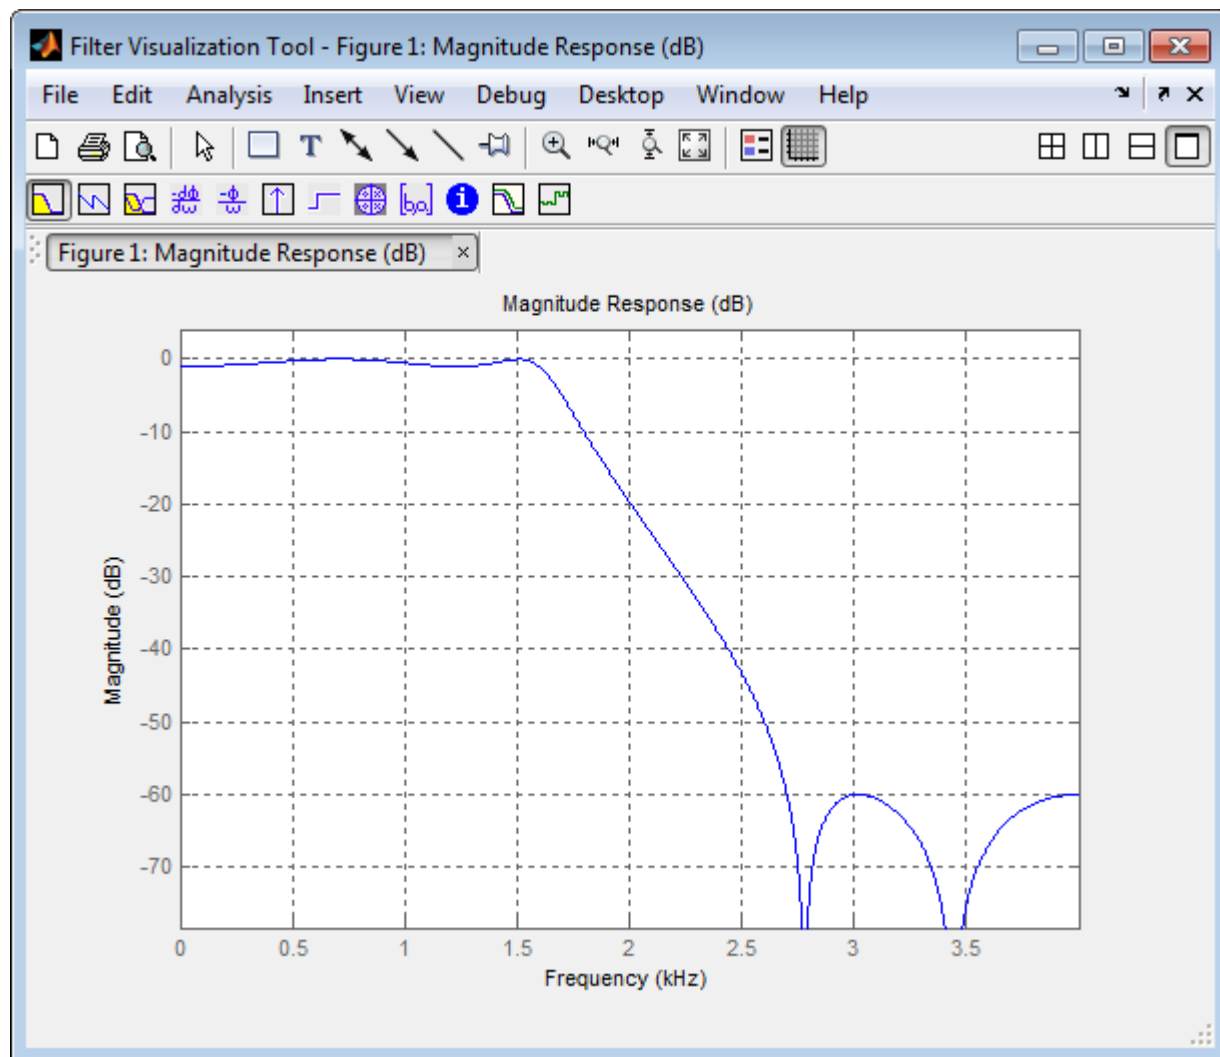 Filter Visualization Tool - Figure 1: Magnitude Response (dB)
File Edit Analysis Insert View Debug Desktop Window Help
T
[b,a]
Figure 1: Magnitude Response (dB)
Magnitude Response (dB)
0
-10
-20
-30
-40
-50
-60
-70
Magnitude (dB)
0 0.5 1 1.5 2 2.5 3 3.5
Frequency (kHz)